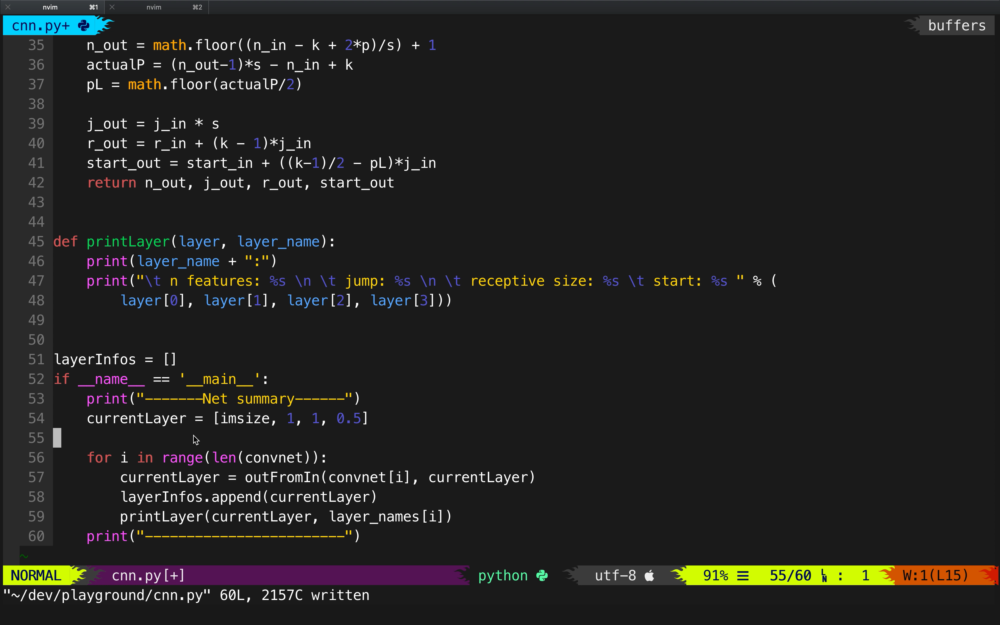 nvim ⌘1 nvim ⌘2
cnn.py+ buffers
35 n_out = math.floor((n_in - k + 2*p)/s) + 1
36 actualP = (n_out-1)*s - n_in + k
37 pL = math.floor(actualP/2)
38
39 j_out = j_in * s
40 r_out = r_in + (k - 1)*j_in
41 start_out = start_in + ((k-1)/2 - pL)*j_in
42 return n_out, j_out, r_out, start_out
43
44
45 def printLayer(layer, layer_name):
46 print(layer_name + ":")
47 print("\t n features: %s \n \t jump: %s \n \t receptive size: %s \t start: %s " % (
48 layer[0], layer[1], layer[2], layer[3]))
49
50
51 layerInfos = []
52 if __name__ == '__main__':
53 print("-------Net summary------")
54 currentLayer = [imsize, 1, 1, 0.5]
55
56 for i in range(len(convnet)):
57 currentLayer = outFromIn(convnet[i], currentLayer)
58 layerInfos.append(currentLayer)
59 printLayer(currentLayer, layer_names[i])
60 print("------------------------")
~
NORMAL cnn.py[+] python utf-8 91% ☰ 55/60 LN : 1 W:1(L15)
"~/dev/playground/cnn.py" 60L, 2157C written